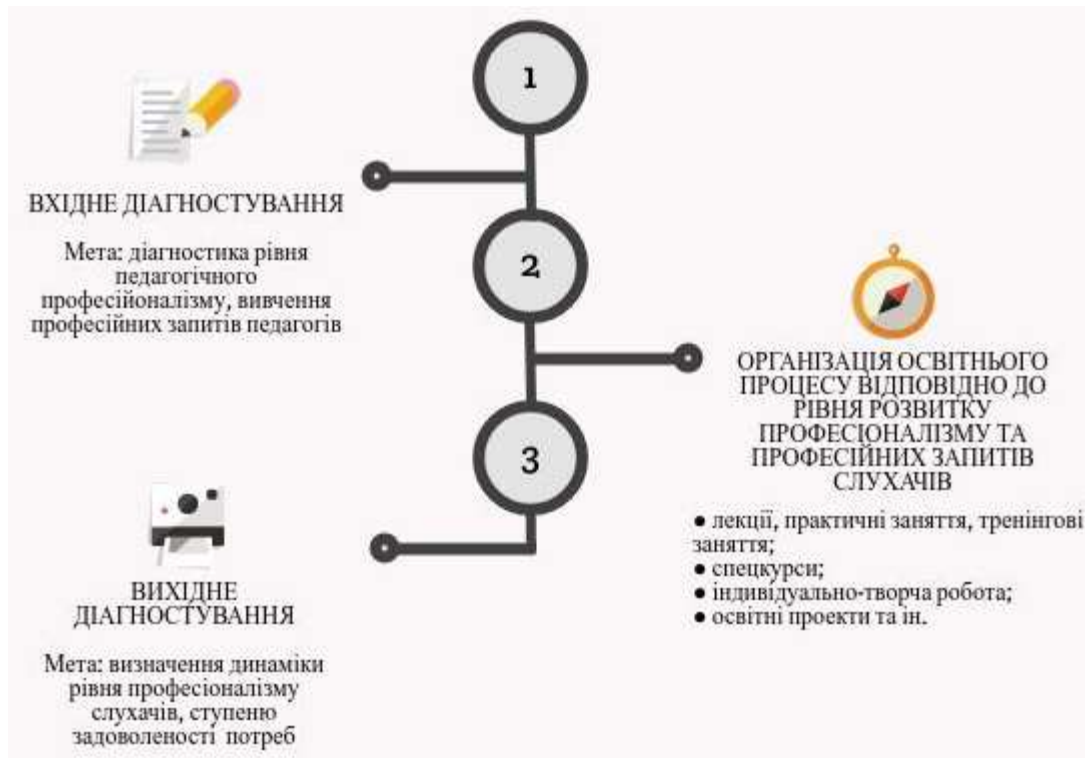 1
ВХІДНЕ ДІАГНОСТУВАННЯ
Мета: діагностика рівня
педагогічного
професійоналізму, вивчення
професійних запитів педагогів
2
ОРГАНІЗАЦІЯ ОСВІТНЬОГО
ПРОЦЕСУ ВІДПОВІДНО ДО
РІВНЯ РОЗВИТКУ
ПРОФЕСІОНАЛІЗМУ ТА
ПРОФЕСІЙНИХ ЗАПИТІВ
СЛУХАЧІВ
● лекції, практичні заняття, тренінгові
заняття;
● спецкурси;
● індивідуально-творча робота;
● освітні проекти та ін.
3
ВИХІДНЕ
ДІАГНОСТУВАННЯ
Мета: визначення динаміки
рівня професіоналізму
слухачів, ступеню
задоволеності потреб